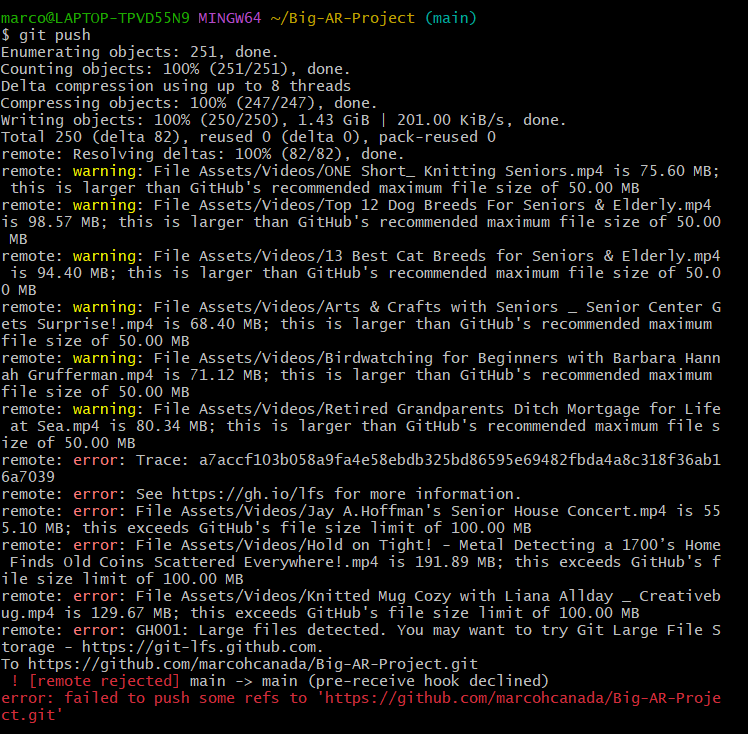 marco@LAPTOP-TPVD55N9 MINGW64 ~/Big-AR-Project (main)
$ git push
Enumerating objects: 251, done.
Counting objects: 100% (251/251), done.
Delta compression using up to 8 threads
Compressing objects: 100% (247/247), done.
Writing objects: 100% (250/250), 1.43 GiB | 201.00 KiB/s, done.
Total 250 (delta 82), reused 0 (delta 0), pack-reused 0
remote: Resolving deltas: 100% (82/82), done.
remote: warning: File Assets/Videos/ONE Short_ Knitting Seniors.mp4 is 75.60 MB;
 this is larger than GitHub's recommended maximum file size of 50.00 MB
remote: warning: File Assets/Videos/Top 12 Dog Breeds For Seniors & Elderly.mp4
is 98.57 MB; this is larger than GitHub's recommended maximum file size of 50.00
 MB
remote: warning: File Assets/Videos/13 Best Cat Breeds for Seniors & Elderly.mp4
 is 94.40 MB; this is larger than GitHub's recommended maximum file size of 50.0
0 MB
remote: warning: File Assets/Videos/Arts & Crafts with Seniors _ Senior Center G
ets Surprise!.mp4 is 68.40 MB; this is larger than GitHub's recommended maximum
file size of 50.00 MB
remote: warning: File Assets/Videos/Birdwatching for Beginners with Barbara Hann
ah Grufferman.mp4 is 71.12 MB; this is larger than GitHub's recommended maximum
file size of 50.00 MB
remote: warning: File Assets/Videos/Retired Grandparents Ditch Mortgage for Life
 at Sea.mp4 is 80.34 MB; this is larger than GitHub's recommended maximum file s
ize of 50.00 MB
remote: error: Trace: a7accf103b058a9fa4e58ebdb325bd86595e69482fbda4a8c318f36ab1
6a7039
remote: error: See https://gh.io/lfs for more information.
remote: error: File Assets/Videos/Jay A.Hoffman's Senior House Concert.mp4 is 55
5.10 MB; this exceeds GitHub's file size limit of 100.00 MB
remote: error: File Assets/Videos/Hold on Tight! - Metal Detecting a 1700’s Home
 Finds Old Coins Scattered Everywhere!.mp4 is 191.89 MB; this exceeds GitHub's f
ile size limit of 100.00 MB
remote: error: File Assets/Videos/Knitted Mug Cozy with Liana Allday _ Creativeb
ug.mp4 is 129.67 MB; this exceeds GitHub's file size limit of 100.00 MB
remote: error: GH001: Large files detected. You may want to try Git Large File S
torage - https://git-lfs.github.com.
To https://github.com/marcohcanada/Big-AR-Project.git
 ! [remote rejected] main -> main (pre-receive hook declined)
error: failed to push some refs to 'https://github.com/marcohcanada/Big-AR-Proje
ct.git'